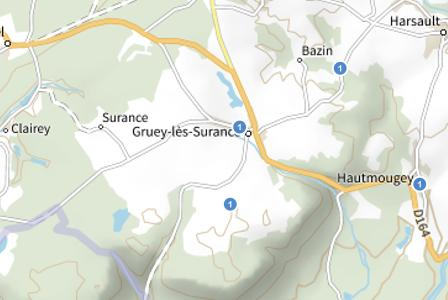 Harsault
l
Bazin
1
Surance
Clairey
Gruey-lès-Surance
1
Hautmougey
1
1
D164